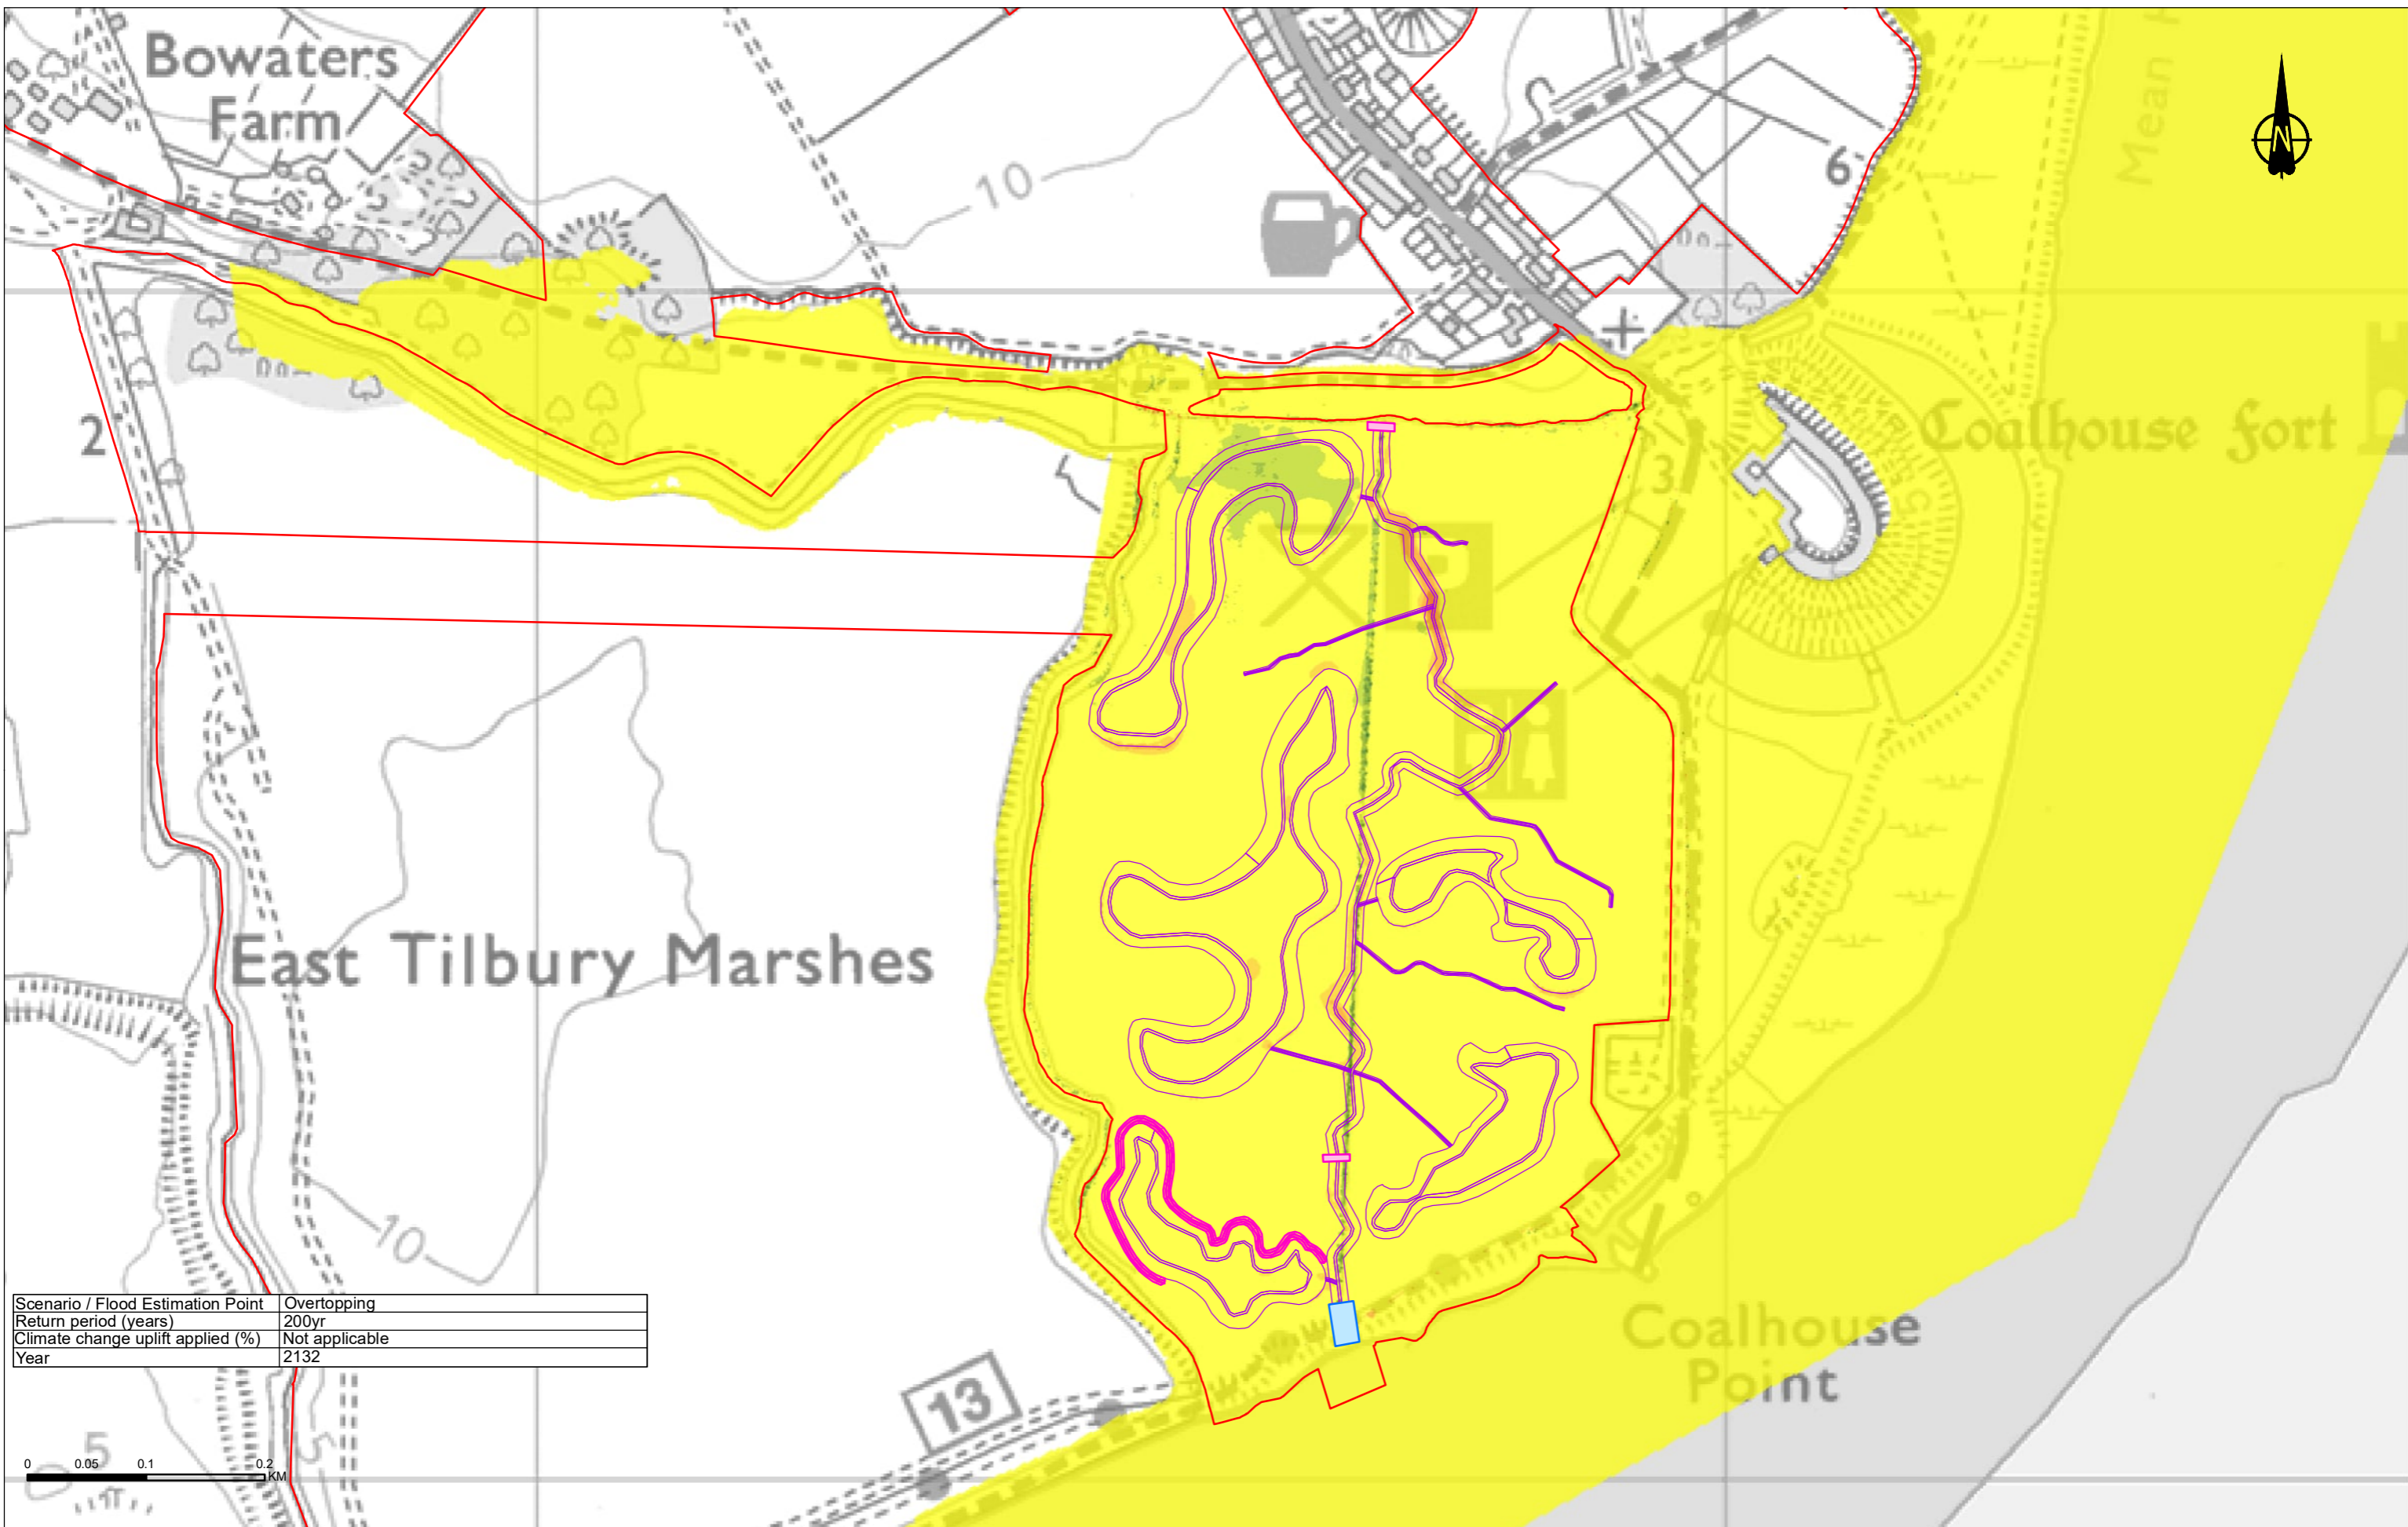 Bowaters
Farm
Mean H
N
10
6
2
3
Coalhouse Fort
East Tilbury Marshes
10
Coalhouse
Point
13
5
Scenario / Flood Estimation Point Overtopping
Return period (years) 200yr
Climate change uplift applied (%) Not applicable
Year 2132
0 0.05 0.1 0.2
KM